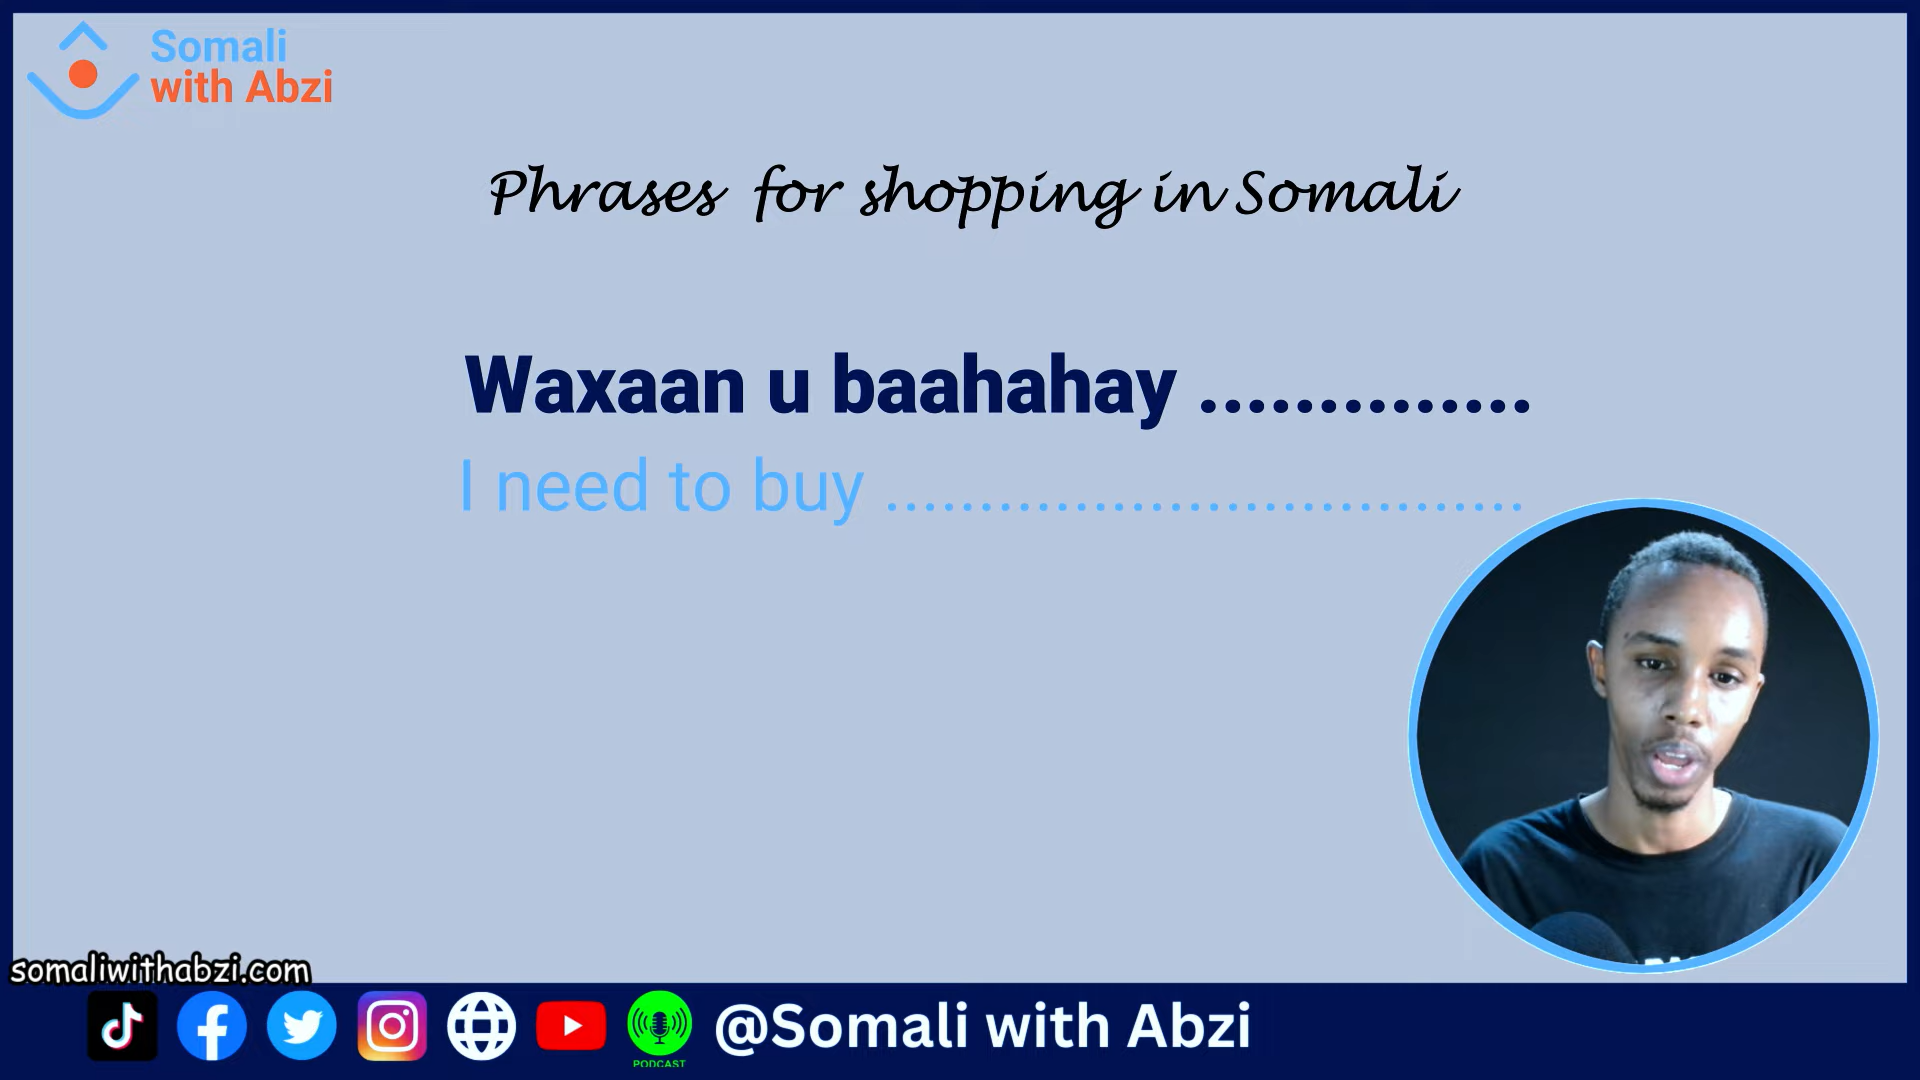 Somali
with Abzi
Phrases for shopping in Somali
Waxaan u baahahay ..............
I need to buy .................................
somaliwithabzi.com
PODCAST
@Somali with Abzi